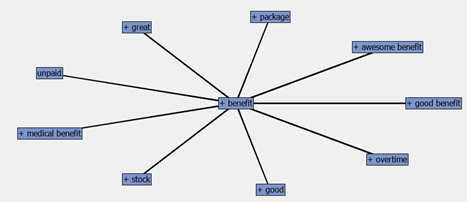 + package
+ great
+ awesome benefit
unpaid
+ benefit
+ good benefit
+ medical benefit
+ overtime
+ stock
+ good